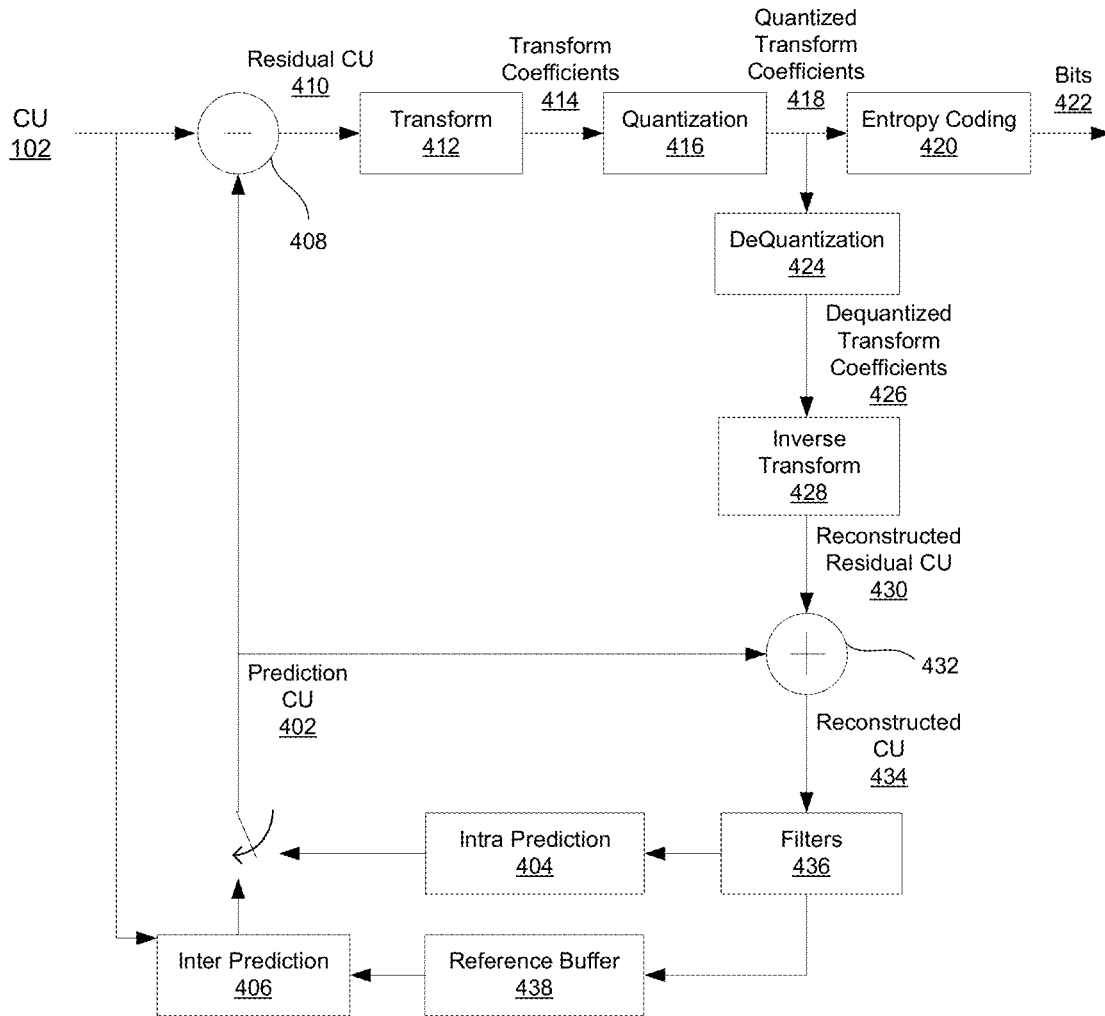 CU
102
Residual CU
410
408
Transform
412
Transform
Coefficients
414
Quantization
416
Quantized
Transform
Coefficients
418
Entropy Coding
420
Bits
422
DeQuantization
424
Dequantized
Transform
Coefficients
426
Inverse
Transform
428
Reconstructed
Residual CU
430
432
Prediction
CU
402
Reconstructed
CU
434
Intra Prediction
404
Filters
436
Inter Prediction
406
Reference Buffer
438